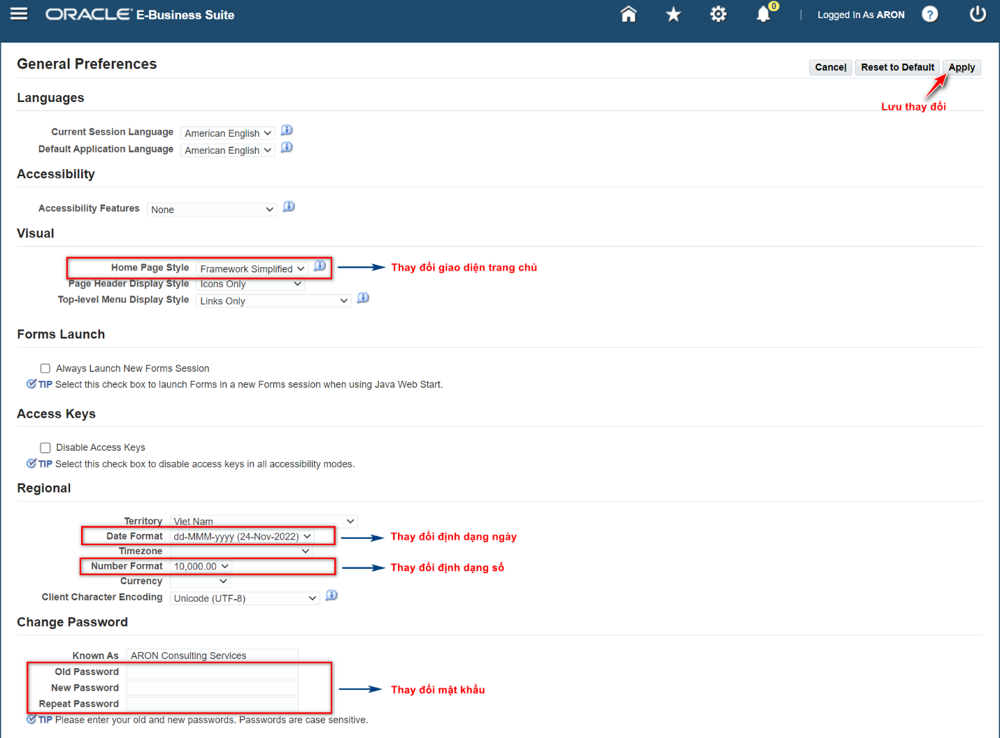 ORACLE E-Business Suite
0
Logged In As ARON
?
General Preferences
Cancel Reset to Default Apply
Lưu thay đổi
Languages
Current Session Language American English
Default Application Language American English
Accessibility
Accessibility Features None
Visual
Home Page Style Framework Simplified Thay đổi giao diện trang chủ
Page Header Display Style Icons Only
Top-level Menu Display Style Links Only
Forms Launch
Always Launch New Forms Session
TIP Select this check box to launch Forms in a new Forms session when using Java Web Start.
Access Keys
Disable Access Keys
TIP Select this check box to disable access keys in all accessibility modes.
Regional
Territory Viet Nam
Date Format dd-MMM-yyyy (24-Nov-2022) Thay đổi định dạng ngày
Timezone
Number Format 10,000.00 Thay đổi định dạng số
Currency
Client Character Encoding Unicode (UTF-8)
Change Password
Known As ARON Consulting Services
Old Password
New Password Thay đổi mật khẩu
Repeat Password
TIP Please enter your old and new passwords. Passwords are case sensitive.